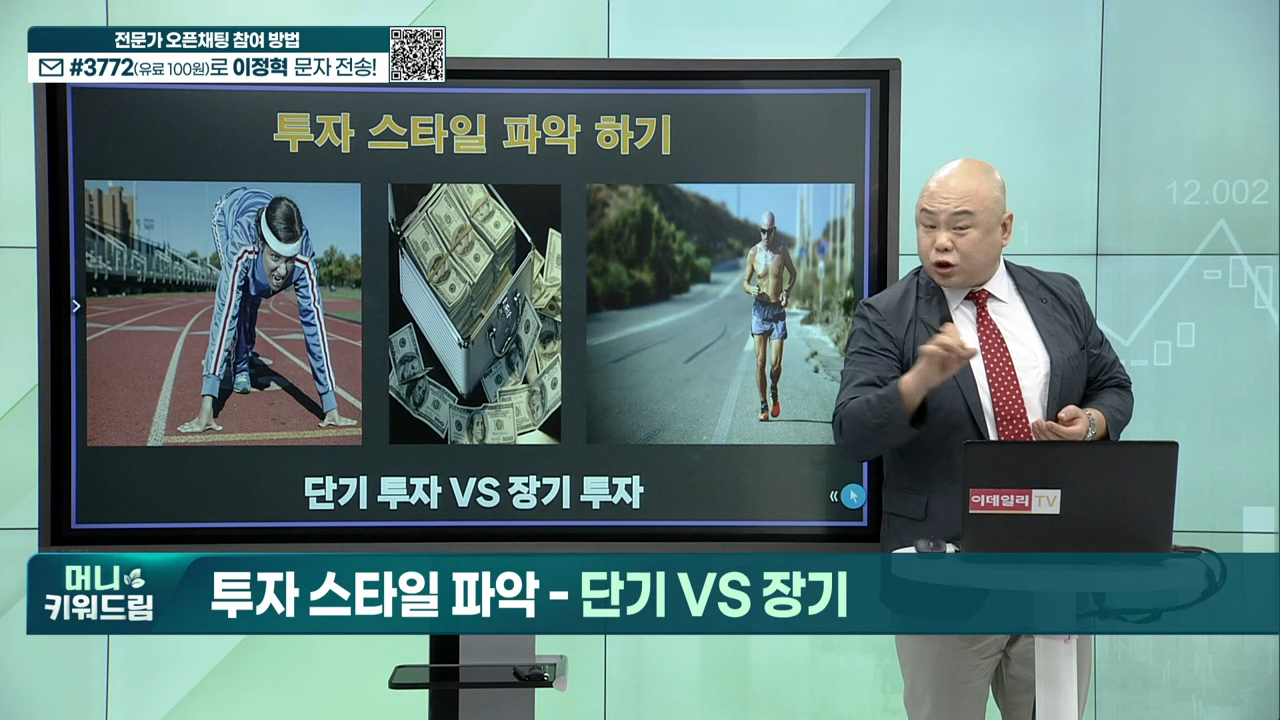 전문가 오픈채팅 참여 방법
#3772(유료 100원)로 이정혁 문자 전송!
투자 스타일 파악 하기
12.002
단기 투자 VS 장기 투자
이데일리 TV
머니
키워드림
투자 스타일 파악 - 단기 VS 장기